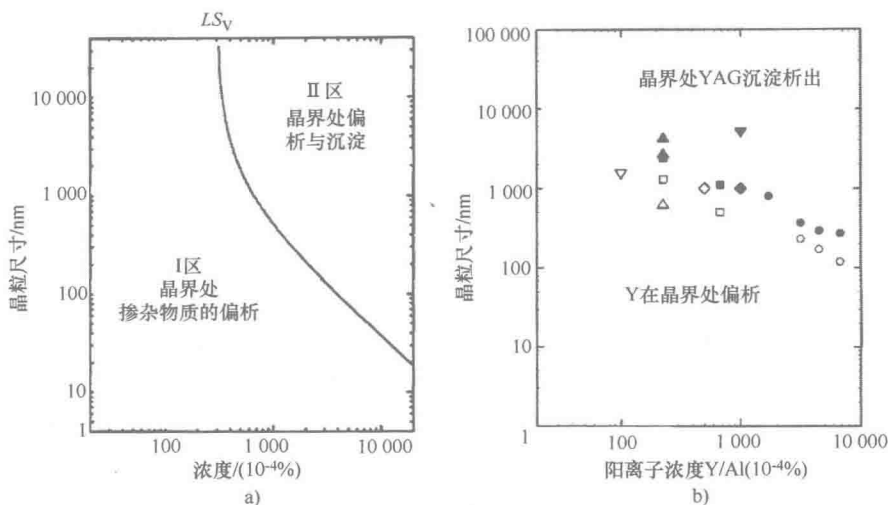 LSV
晶粒尺寸/nm
10 000
1 000
100
10
1
Ⅱ区
晶界处偏
析与沉淀
Ⅰ区
晶界处
掺杂物质的偏析
100
1 000
10 000
浓度/(10-4%)
a)
晶粒尺寸/nm
100 000
10 000
1 000
100
10
1
晶界处YAG沉淀析出
Y在晶界处偏析
1
100
1 000
10 000
阳离子浓度Y/Al(10-4%)
b)